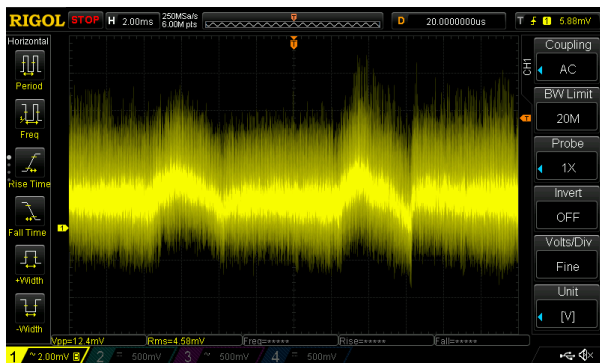 RIGOL STOP H 2.00ms 250MSa/s 6.00M pts D 20.0000000us T 1 5.88mV
Horizontal
Period
Freq
Rise Time
Fall Time
+Width
-Width
T
T
1
CH1
Coupling
AC
BW Limit
20M
Probe
1X
Invert
OFF
Volts/Div
Fine
Unit
[V]
Vpp=12.4mV Rms=4.58mV Freq=***** Rise=***** Fall=*****
1 ~ 2.00mV B 2 = 500mV 3 ~ 500mV 4 = 500mV